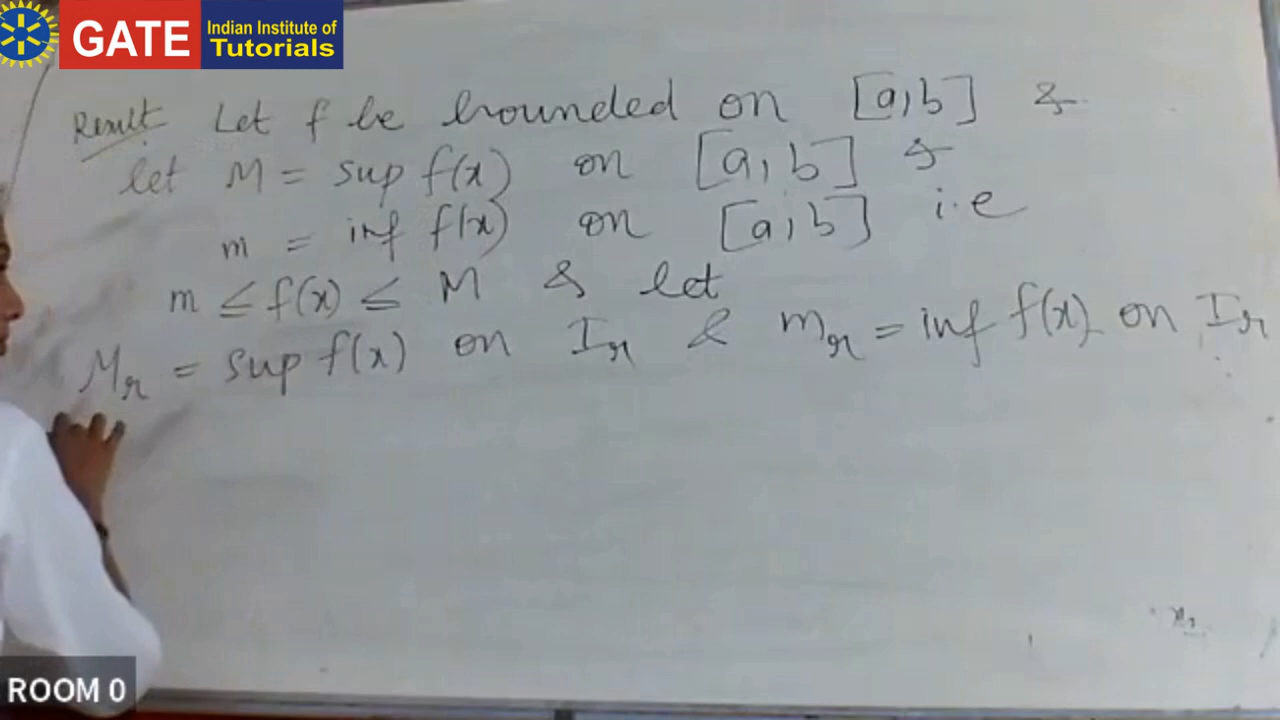 GATE
Indian Institute of
Tutorials
Result Let f be bounded on [a,b] &
let M = sup f(x) on [a,b] &
m = inf f(x) on [a,b] i.e
m ≤ f(x) ≤ M & let
Mr = sup f(x) on Ir & mr = inf f(x) on Ir
ROOM 0